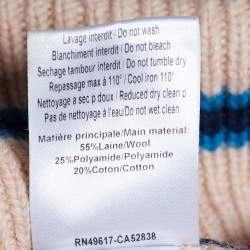 Lavage interdit / Do not wash
Blanchiment interdit / Do not bleach
Sechage tambour interdit / Do not tumble dry
Repassage max a 110° / Cool iron 110°
Nettoyage a sec p doux / Reduced dry clean p
Pas de nettoyage a l'eau/Do not wet clean
Matière principale/Main material:
55%Laine/Wool
25%Polyamide/Polyamide
20%Coton/Cotton
RN49617-CA52838